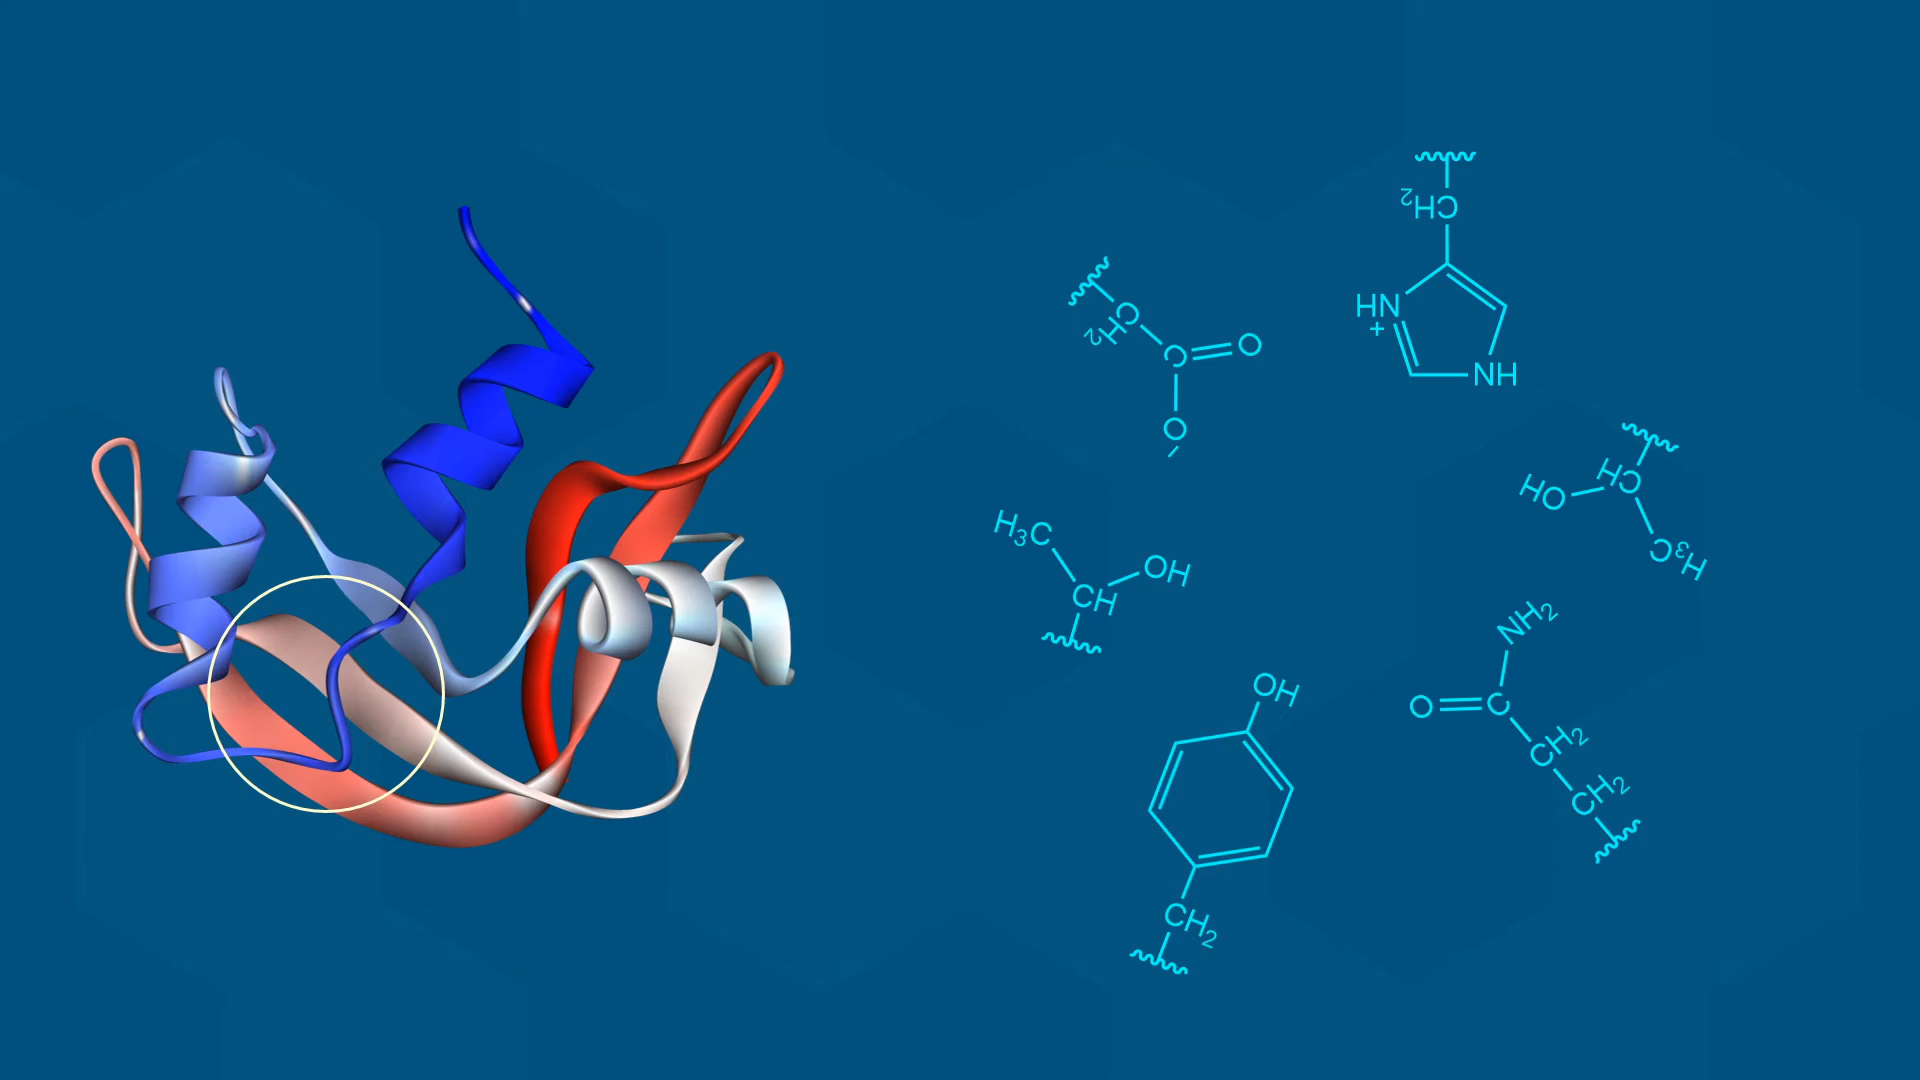 CH₂
HN
+
NH
CH₂
C
O
O
-
HO
CH
H₃C
H₃C
OH
CH
NH₂
O
C
CH₂
CH₂
OH
CH₂